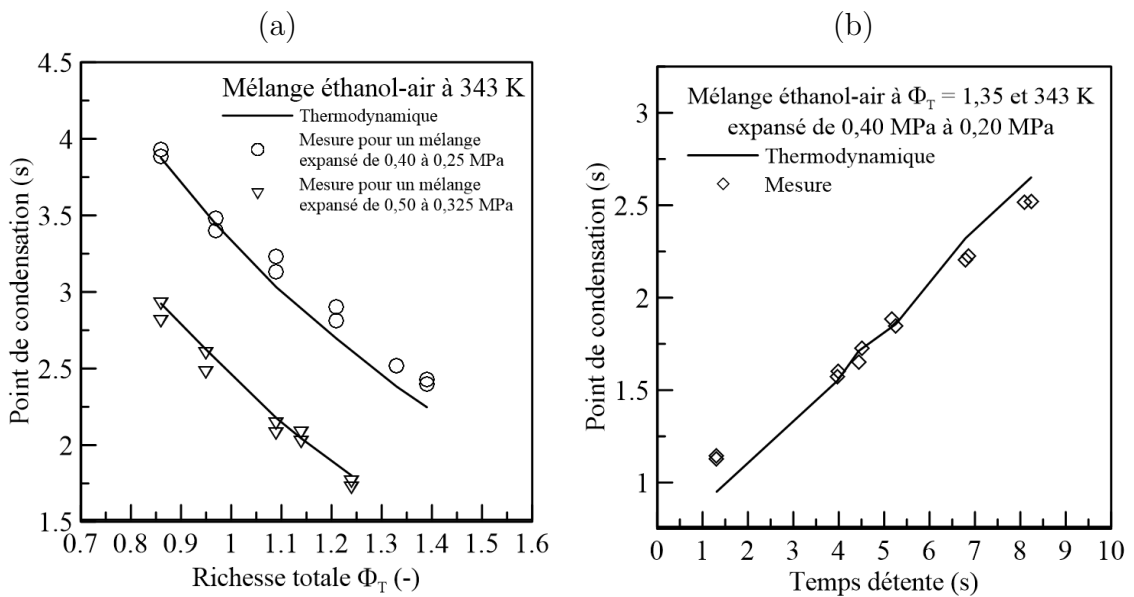 (a)
Point de condensation (s)
4.5
4
3.5
3
2.5
2
1.5
Mélange éthanol-air à 343 K
Thermodynamique
Mesure pour un mélange
expansé de 0,40 à 0,25 MPa
Mesure pour un mélange
expansé de 0,50 à 0,325 MPa
0.7 0.8 0.9 1 1.1 1.2 1.3 1.4 1.5 1.6
Richesse totale Φ_T (-)
(b)
Point de condensation (s)
3
2.5
2
1.5
1
Mélange éthanol-air à Φ_T = 1,35 et 343 K
expansé de 0,40 MPa à 0,20 MPa
Thermodynamique
Mesure
0 1 2 3 4 5 6 7 8 9 10
Temps détente (s)